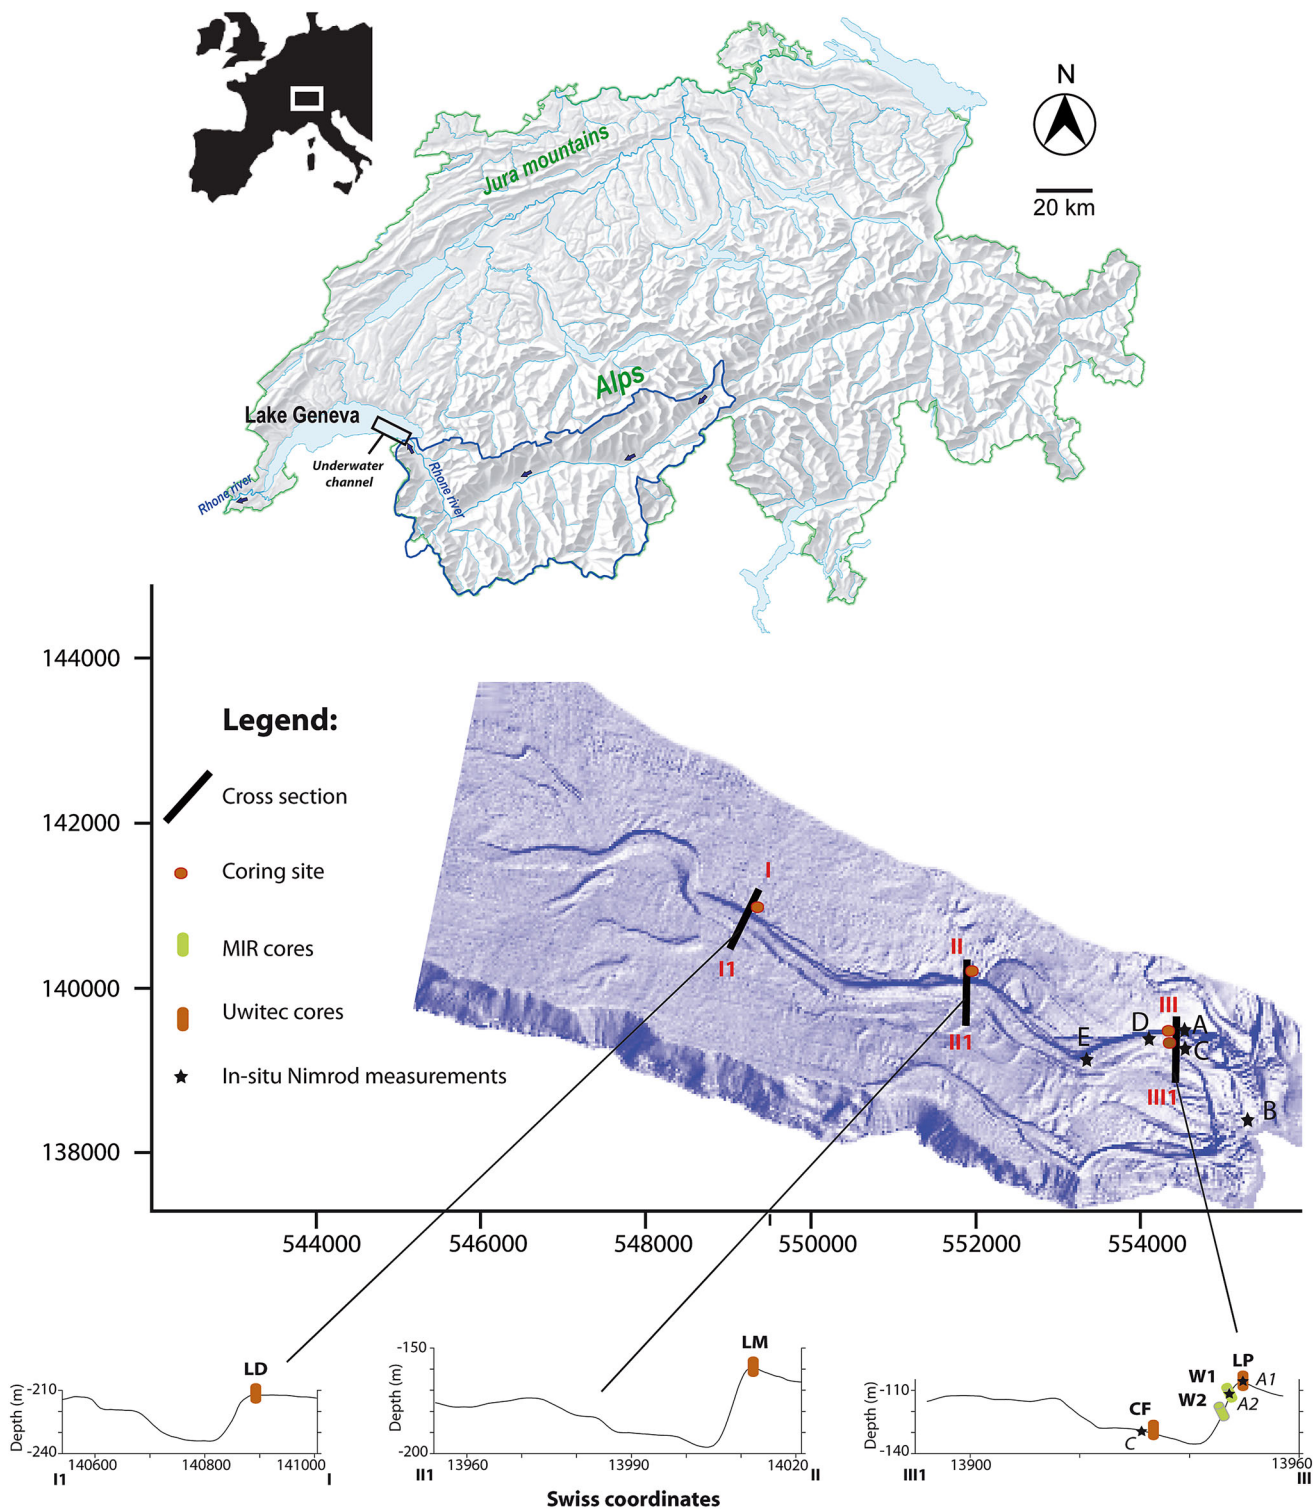 N
20 km
Jura mountains
Alps
Lake Geneva
Underwater
channel
Rhone river
Rhone river
144000
142000
140000
138000
Legend:
Cross section
Coring site
MIR cores
Uwitec cores
In-situ Nimrod measurements
I
I1
II
II1
III
III1
A
B
C
D
E
544000
546000
548000
550000
552000
554000
LD
Depth (m)
-210
-240
140600
140800
141000
I1
I
LM
Depth (m)
-150
-200
13960
13990
14020
II1
II
LP
W1
A1
A2
W2
CF
C
Depth (m)
-110
-140
13900
13960
III1
III
Swiss coordinates